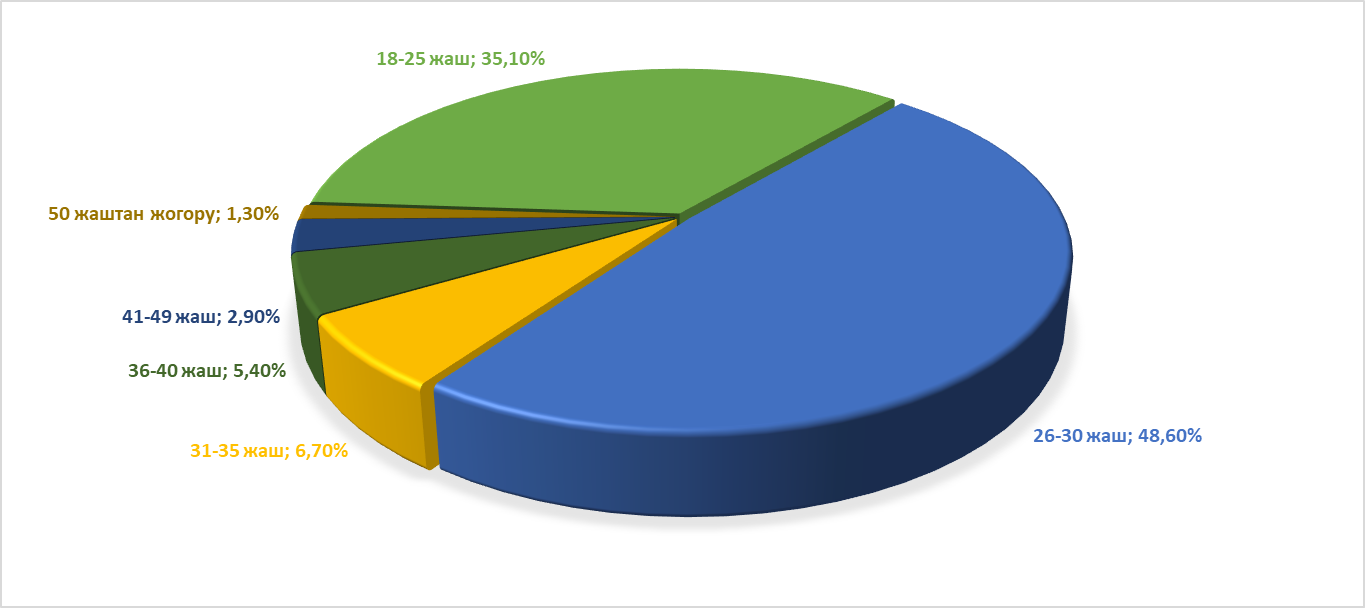 18-25 жаш; 35,10%
50 жаштан жогору; 1,30%
41-49 жаш; 2,90%
36-40 жаш; 5,40%
31-35 жаш; 6,70%
26-30 жаш; 48,60%